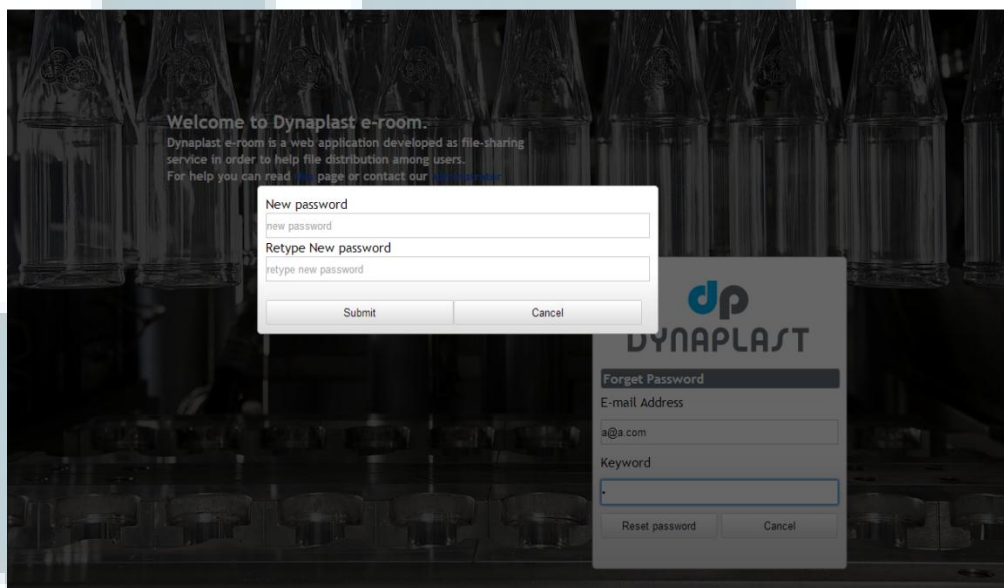 Welcome to Dynaplast e-room.
Dynaplast e-room is a web application developed as file-sharing
service in order to help file distribution among users.
For help you can read page or contact our
New password
new password
Retype New password
retype new password
Submit Cancel
dp
DYNAPLAST
Forget Password
E-mail Address
a@a.com
Keyword
Reset password Cancel